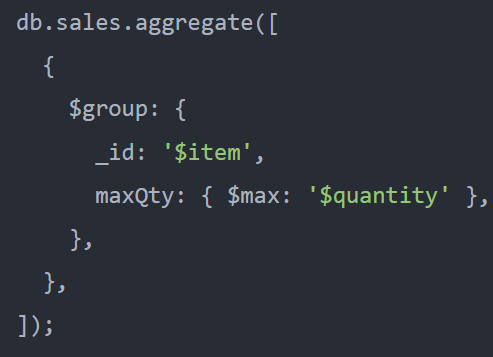 db.sales.aggregate([
  {
    $group: {
      _id: '$item',
      maxQty: { $max: '$quantity' },
    },
  },
]);